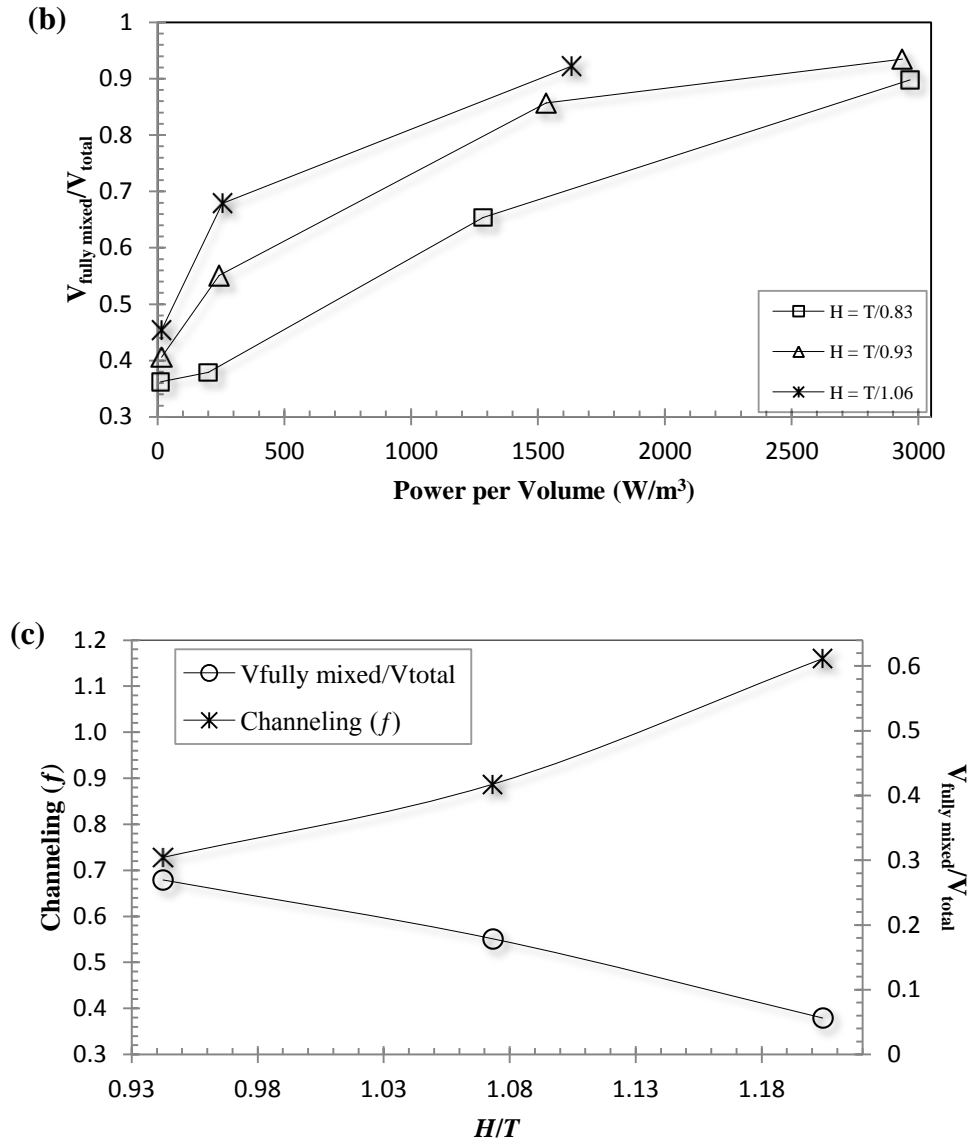 (b)
1
0.9
0.8
0.7
0.6
0.5
0.4
0.3
V_fully mixed/V_total
0 500 1000 1500 2000 2500 3000
Power per Volume (W/m³)
H = T/0.83
H = T/0.93
H = T/1.06
(c)
Vfully mixed/Vtotal
Channeling (f)
1.2
1.1
1.0
0.9
0.8
0.7
0.6
0.5
0.4
0.3
Channeling (f)
0.6
0.5
0.4
0.3
0.2
0.1
0
V_fully mixed/V_total
0.93 0.98 1.03 1.08 1.13 1.18
H/T